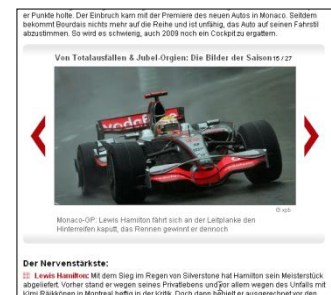 er Punkte holte. Der Einbruch kam mit der Premiere des neuen Autos in Monaco. Seitdem
bekommt Bourdais nichts mehr auf die Reihe und ist unfähig, das Auto auf seinen Fahrstil
abzustimmen. So wird es schwierig, auch 2009 noch ein Cockpit zu ergattern.
Von Totalausfällen & Jubel-Orgien: Die Bilder der Saison 15 / 27
© xpb
Monaco-GP: Lewis Hamilton fährt sich an der Leitplanke den
Hinterreifen kaputt, das Rennen gewinnt er dennoch
Der Nervenstärkste:
Lewis Hamilton: Mit dem Sieg im Regen von Silverstone hat Hamilton sein Meisterstück
abgeliefert. Vorher stand er wegen seines Privatlebens und vor allem wegen des Unfalls mit
Kimi Räikkönen in Montreal heftig in der Kritik. Doch dann behielt er ausgerechnet vor den